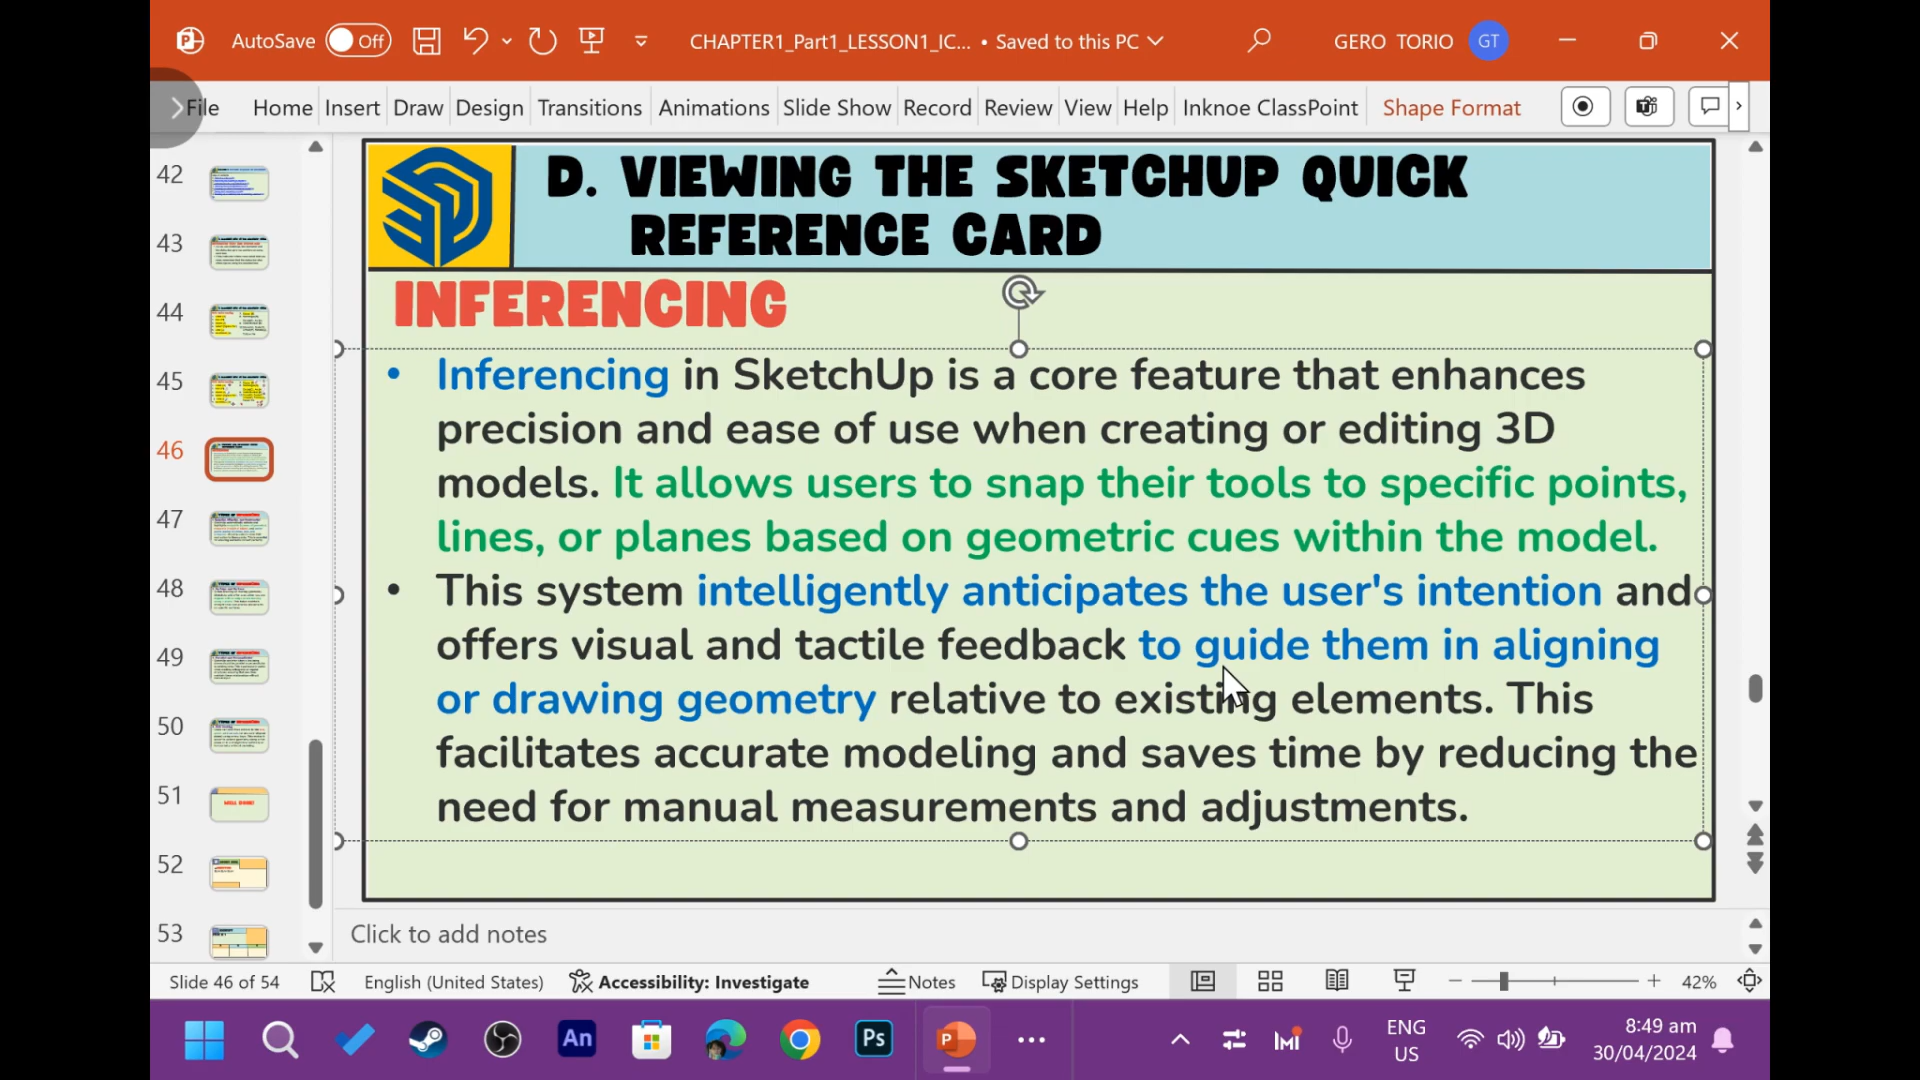 AutoSave Off CHAPTER1_Part1_LESSON1_IC... • Saved to this PC GERO TORIO GT
File Home Insert Draw Design Transitions Animations Slide Show Record Review View Help Inknoe ClassPoint Shape Format
42
43
44
45
46
47
48
49
50
51
52
53
D. VIEWING THE SKETCHUP QUICK
REFERENCE CARD
INFERENCING
• Inferencing in SketchUp is a core feature that enhances
precision and ease of use when creating or editing 3D
models. It allows users to snap their tools to specific points,
lines, or planes based on geometric cues within the model.
• This system intelligently anticipates the user's intention and
offers visual and tactile feedback to guide them in aligning
or drawing geometry relative to existing elements. This
facilitates accurate modeling and saves time by reducing the
need for manual measurements and adjustments.
Click to add notes
Slide 46 of 54 English (United States) Accessibility: Investigate Notes Display Settings 42%
An Ps P ENG
US
8:49 am
30/04/2024